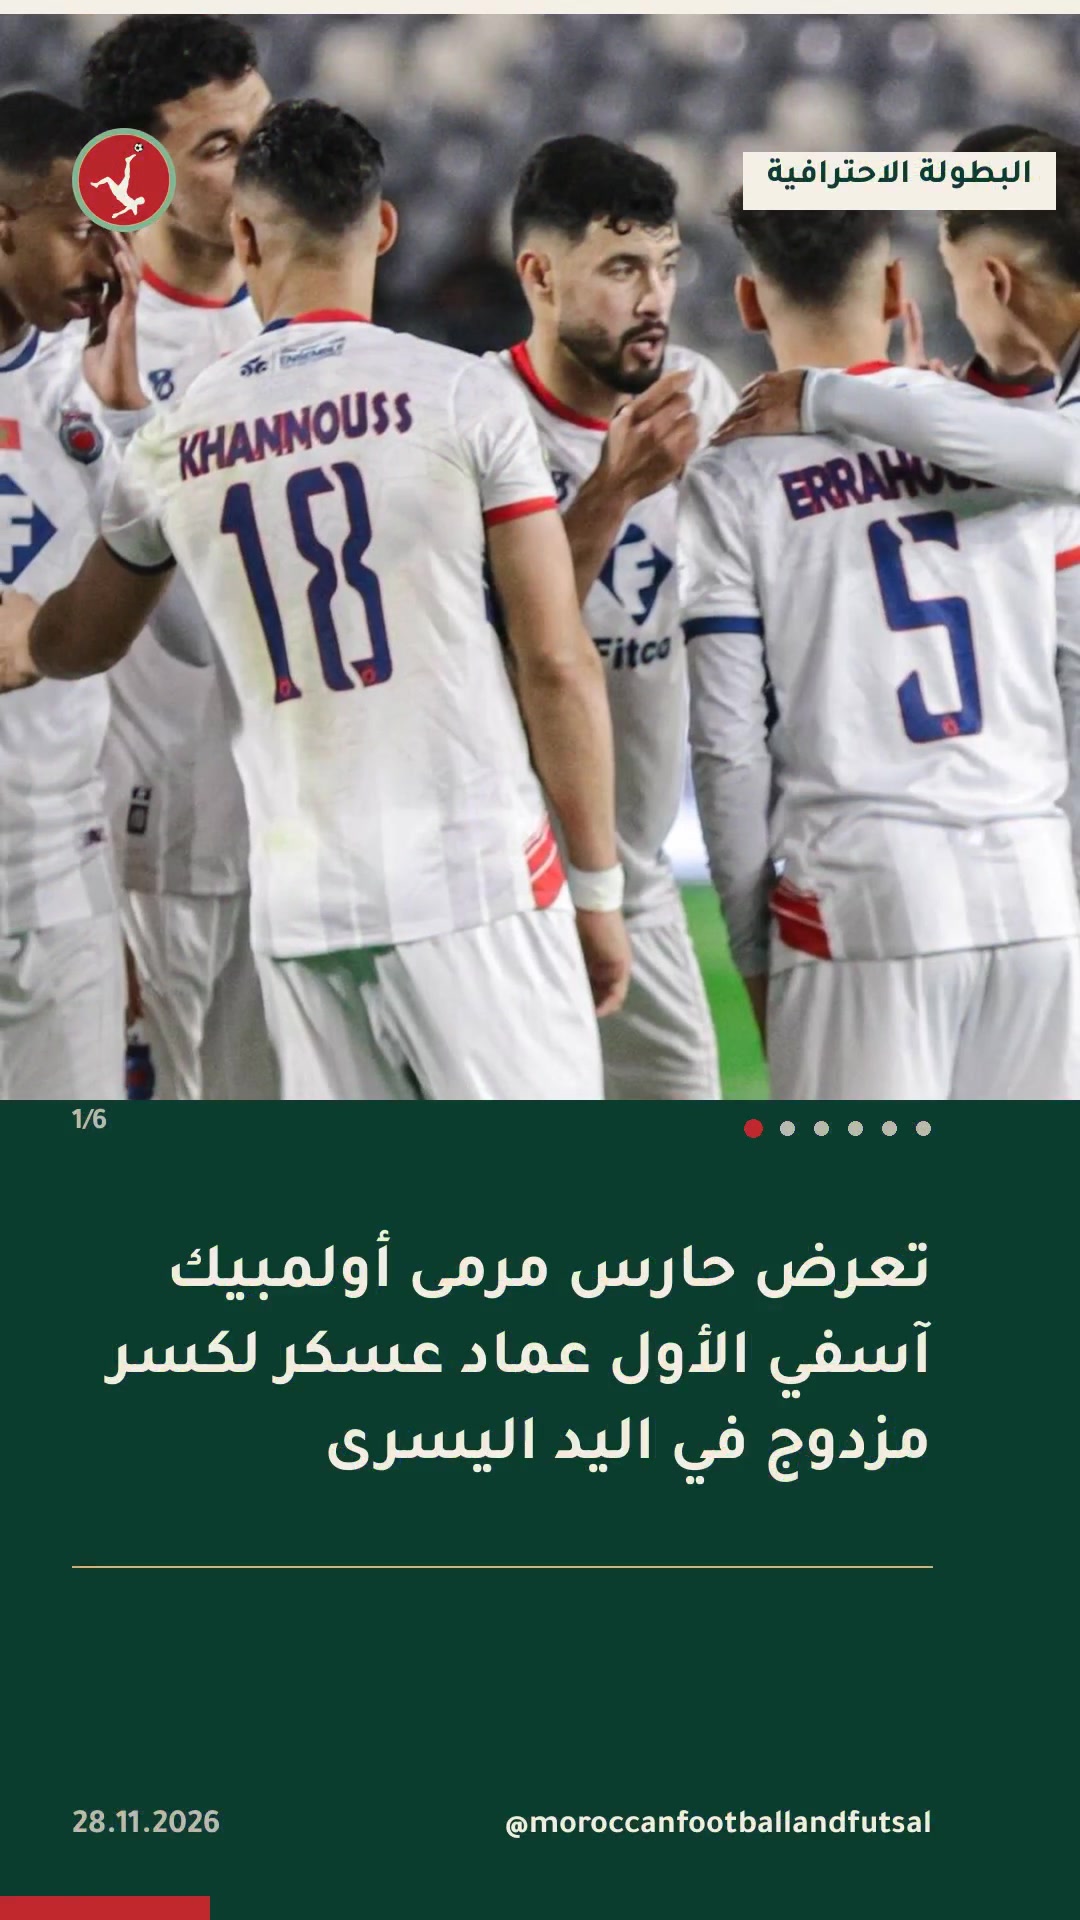 البطولة الاحترافية
ENSEMBLE
KHANNOUSS
18
5
Fitco
1/6
تعرض حارس مرمى أولمبيك
آسفي الأول عماد عسكر لكسر
مزدوج في اليد اليسرى
28.11.2026
@moroccanfootballandfutsal